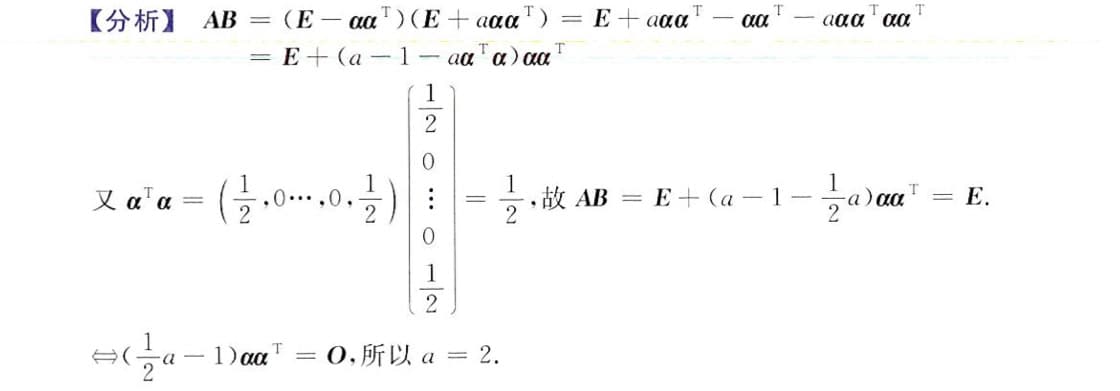 【分析】 AB = (E − αα^T)(E + aαα^T) = E + aαα^T − αα^T − aαα^Tαα^T
= E + (a − 1 − aα^Tα)αα^T
又 α^Tα = (1/2,0⋯,0,1/2) (1/2 0 ⋮ 0 1/2) = 1/2,故 AB = E + (a − 1 − 1/2 a)αα^T = E.
⇔(1/2 a − 1)αα^T = O,所以 a = 2.